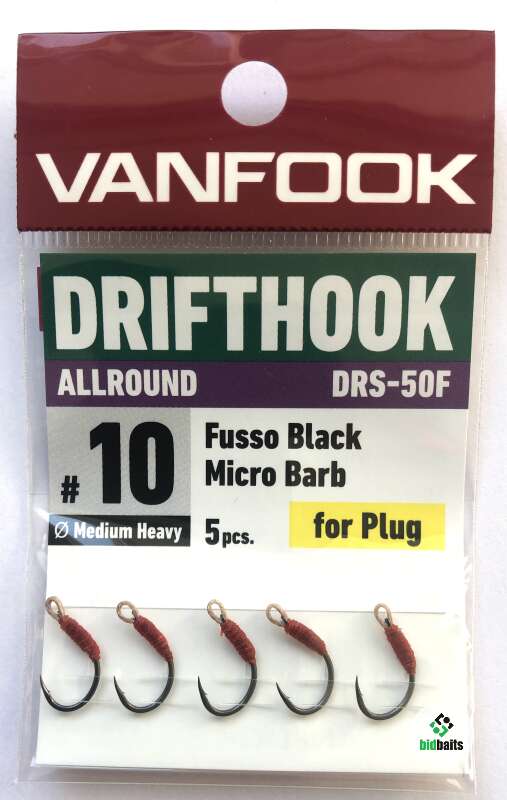 VANFOOK
DRIFTHOOK
ALLROUND DRS-50F
#10
Fusso Black
Micro Barb
Ø Medium Heavy
5pcs.
for Plug
bidbaits